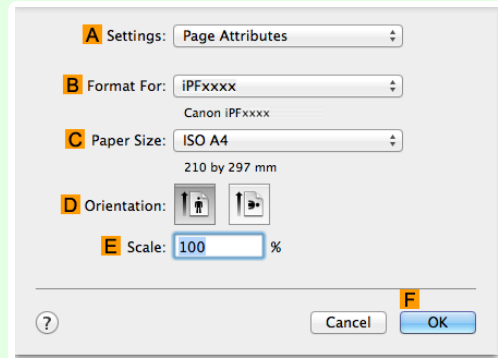 A Settings: Page Attributes
B Format For: iPFxxxx
Canon iPFxxxx
C Paper Size: ISO A4
210 by 297 mm
D Orientation:
E Scale: 100 %
F
? Cancel OK